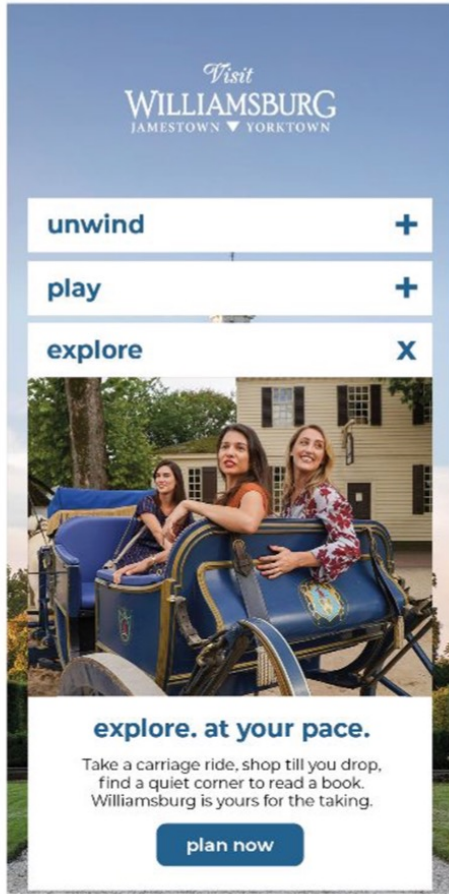 Visit
WILLIAMSBURG
JAMESTOWN ▼ YORKTOWN
unwind +
play +
explore X
explore. at your pace.
Take a carriage ride, shop till you drop,
find a quiet corner to read a book.
Williamsburg is yours for the taking.
plan now